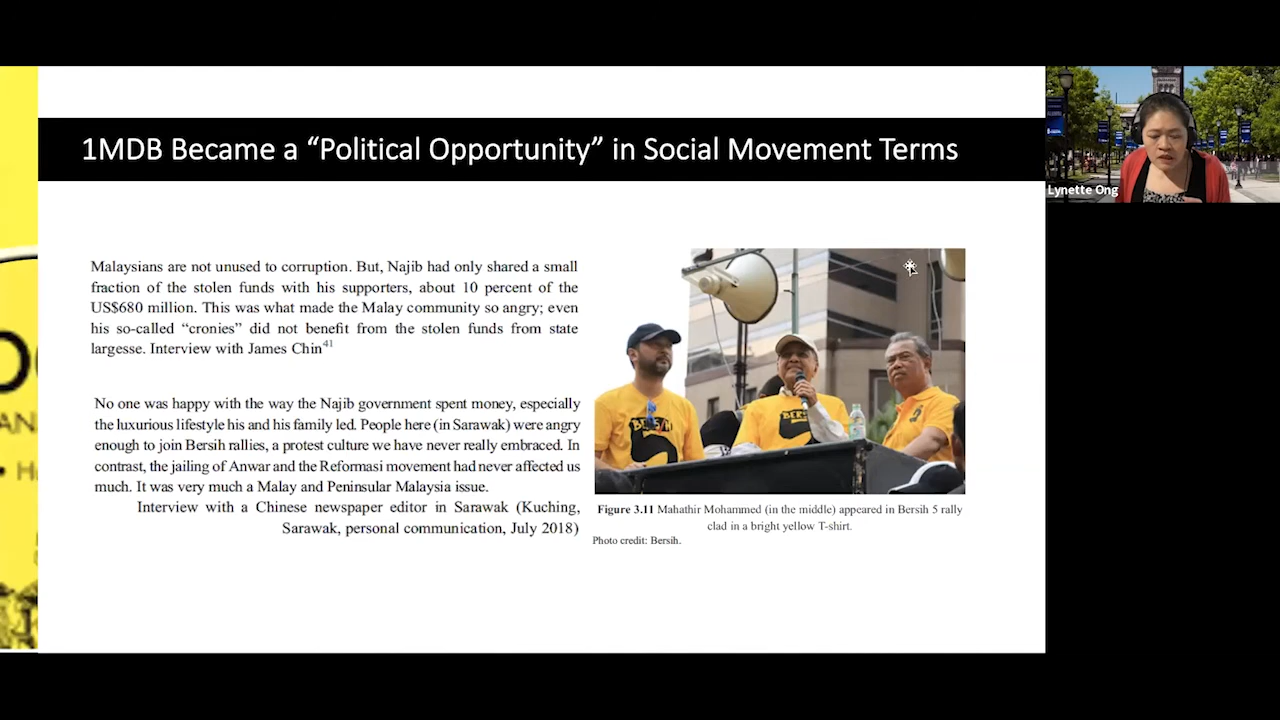 1MDB Became a “Political Opportunity” in Social Movement Terms
Lynette Ong
Malaysians are not unused to corruption. But, Najib had only shared a small
fraction of the stolen funds with his supporters, about 10 percent of the
US$680 million. This was what made the Malay community so angry; even
his so-called “cronies” did not benefit from the stolen funds from state
largesse. Interview with James Chin41
No one was happy with the way the Najib government spent money, especially
the luxurious lifestyle his and his family led. People here (in Sarawak) were angry
enough to join Bersih rallies, a protest culture we have never really embraced. In
contrast, the jailing of Anwar and the Reformasi movement had never affected us
much. It was very much a Malay and Peninsular Malaysia issue.
Interview with a Chinese newspaper editor in Sarawak (Kuching,
Sarawak, personal communication, July 2018)
BERSIH
5
BERSIH
5
Figure 3.11 Mahathir Mohammed (in the middle) appeared in Bersih 5 rally
clad in a bright yellow T-shirt.
Photo credit: Bersih.
AN